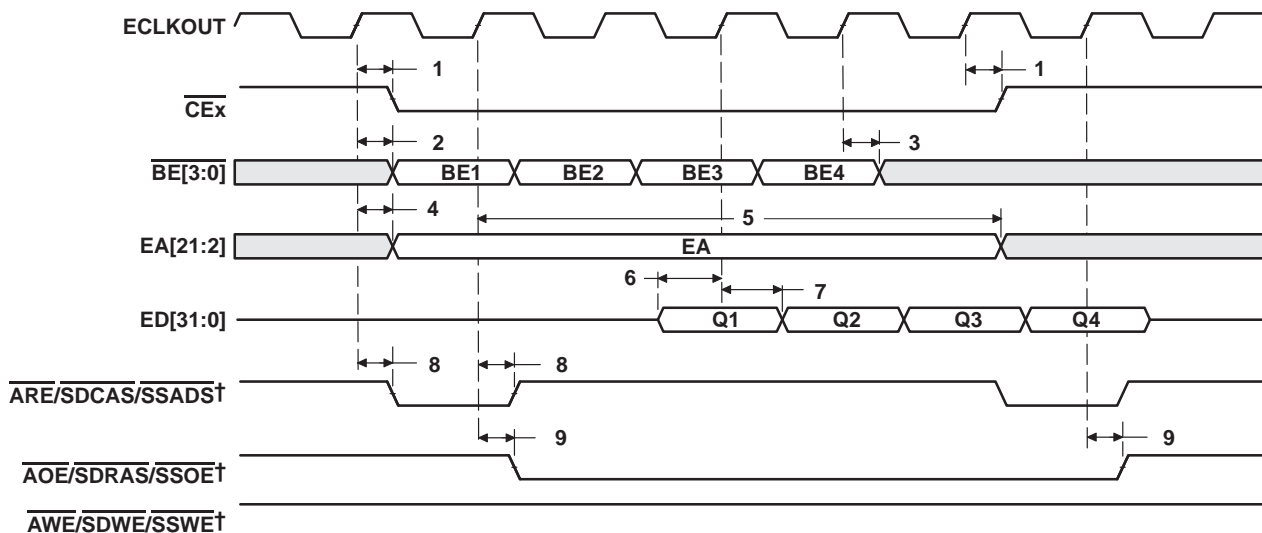 ECLKOUT
1 1
CEx
2 3
BE[3:0] BE1 BE2 BE3 BE4
4 5
EA[21:2] EA
6 7
ED[31:0] Q1 Q2 Q3 Q4
8 8
ARE/SDCAS/SSADS†
9 9
AOE/SDRAS/SSOE†
AWE/SDWE/SSWE†